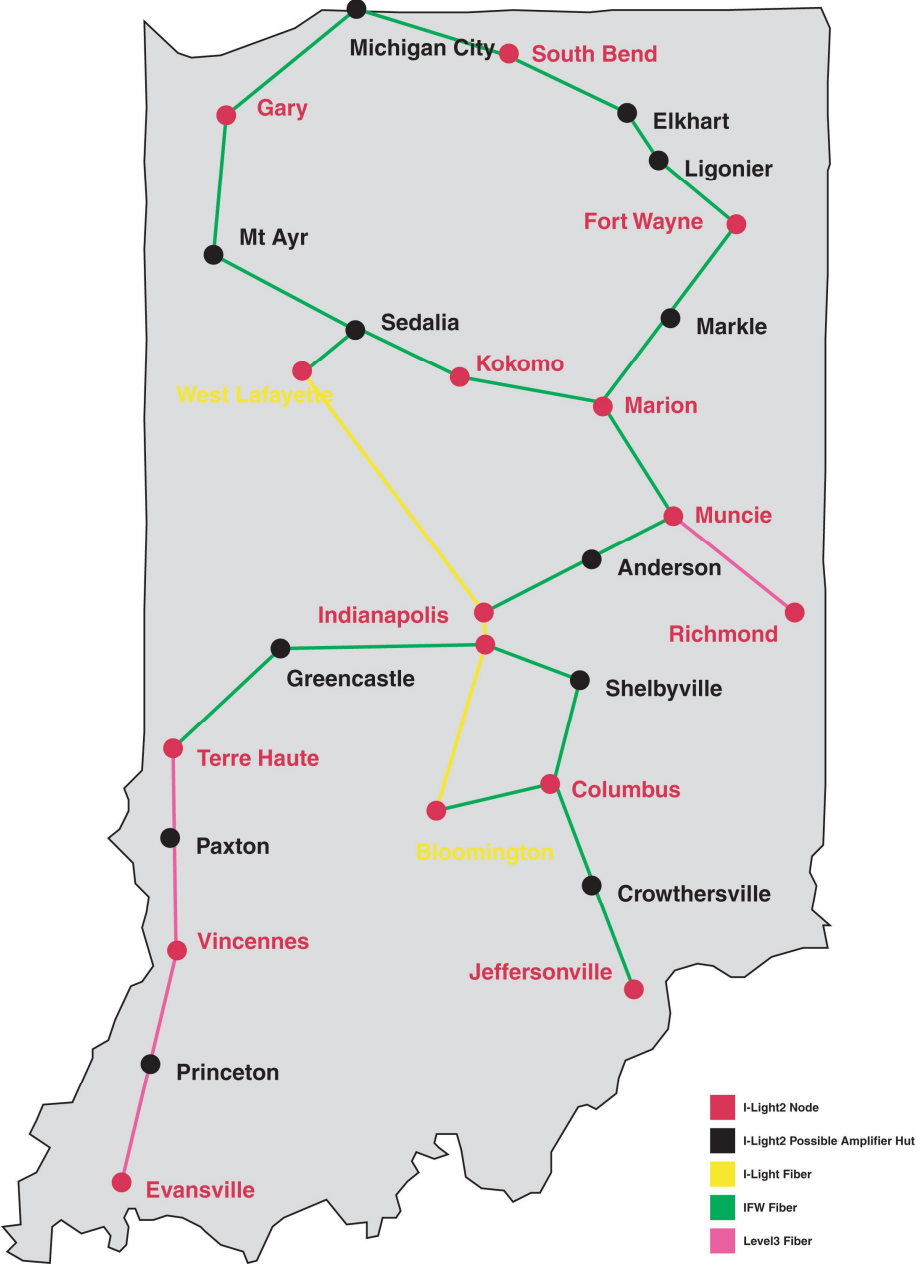 Michigan City
South Bend
Gary
Elkhart
Ligonier
Fort Wayne
Mt Ayr
Sedalia
Markle
Kokomo
West Lafayette
Marion
Muncie
Anderson
Indianapolis
Richmond
Greencastle
Shelbyville
Terre Haute
Columbus
Paxton
Bloomington
Crowthersville
Vincennes
Jeffersonville
Princeton
Evansville
I-Light2 Node
I-Light2 Possible Amplifier Hut
I-Light Fiber
IFW Fiber
Level3 Fiber